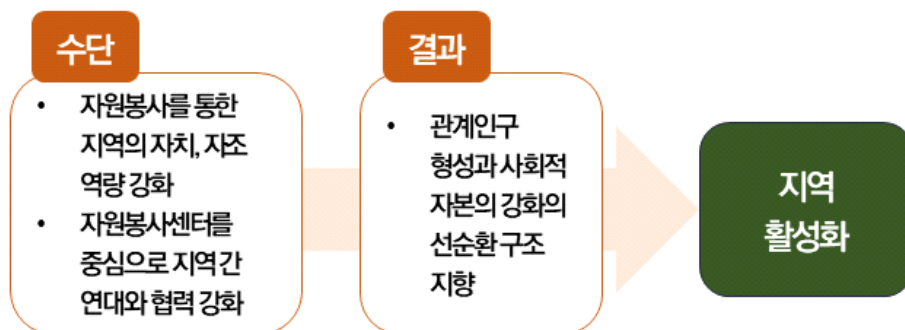 수단
• 자원봉사를 통한
지역의 자치, 자조
역량 강화
• 자원봉사센터를
중심으로 지역 간
연대와 협력 강화
결과
• 관계인구
형성과 사회적
자본의 강화의
선순환 구조
지향
지역
활성화